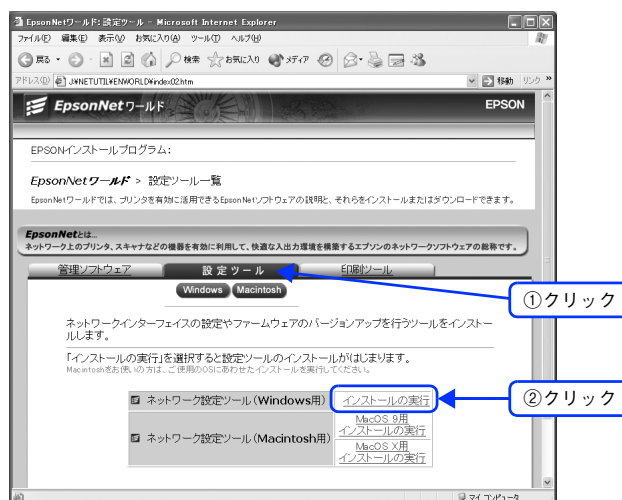 EpsonNetワールド：設定ツール - Microsoft Internet Explorer
ファイル(F) 編集(E) 表示(V) お気に入り(A) ツール(T) ヘルプ(H)
戻る 検索 お気に入り メディア
アドレス(D) J:¥NETUTIL¥ENWORLD¥index02.htm 移動 リンク »
EpsonNetワールド EPSON
EPSONインストールプログラム：
EpsonNetワールド > 設定ツール一覧
EpsonNetワールドでは、プリンタを有効に活用できるEpsonNetソフトウェアの説明と、それらをインストールまたはダウンロードできます。
EpsonNetとは...
ネットワーク上のプリンタ、スキャナなどの機器を有効に利用して、快適な入出力環境を構築するエプソンのネットワークソフトウェアの総称です。
管理ソフトウェア 設定ツール 印刷ツール
①クリック
Windows Macintosh
ネットワークインターフェイスの設定やファームウェアのバージョンアップを行うツールをインストー
ルします。
「インストールの実行」を選択すると設定ツールのインストールがはじまります。
Macintoshをお使いの方は、ご使用のOSにあわせたインストールを実行してください。
ネットワーク設定ツール(Windows用) インストールの実行
②クリック
ネットワーク設定ツール(Macintosh用)
MacOS 9用
インストールの実行
MacOS X用
インストールの実行
マイ コンピュータ